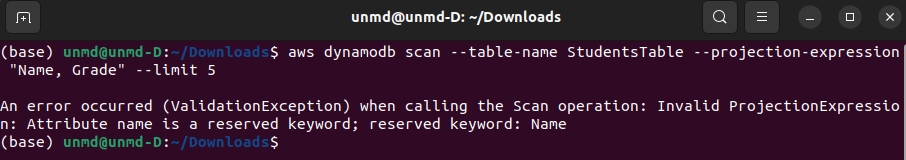 unmd@unmd-D: ~/Downloads
(base) unmd@unmd-D:~/Downloads$ aws dynamodb scan --table-name StudentsTable --projection-expression
"Name, Grade" --limit 5
An error occurred (ValidationException) when calling the Scan operation: Invalid ProjectionExpressio
n: Attribute name is a reserved keyword; reserved keyword: Name
(base) unmd@unmd-D:~/Downloads$